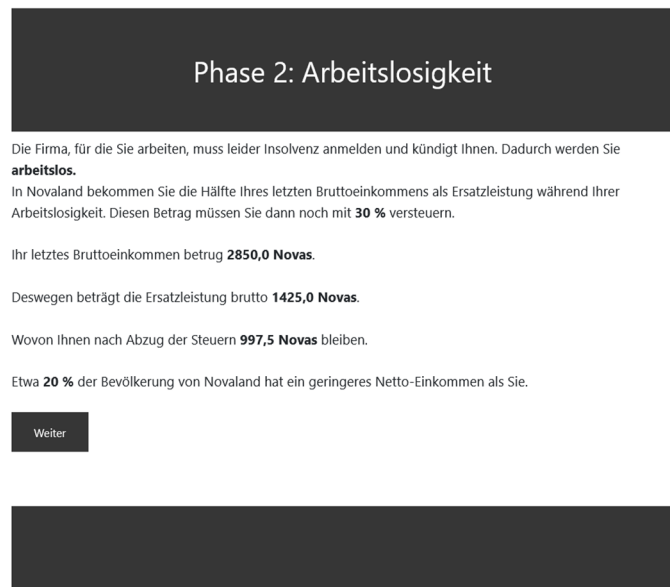 Phase 2: Arbeitslosigkeit
Die Firma, für die Sie arbeiten, muss leider Insolvenz anmelden und kündigt Ihnen. Dadurch werden Sie
arbeitslos.
In Novaland bekommen Sie die Hälfte Ihres letzten Bruttoeinkommens als Ersatzleistung während Ihrer
Arbeitslosigkeit. Diesen Betrag müssen Sie dann noch mit 30 % versteuern.
Ihr letztes Bruttoeinkommen betrug 2850,0 Novas.
Deswegen beträgt die Ersatzleistung brutto 1425,0 Novas.
Wovon Ihnen nach Abzug der Steuern 997,5 Novas bleiben.
Etwa 20 % der Bevölkerung von Novaland hat ein geringeres Netto-Einkommen als Sie.
Weiter